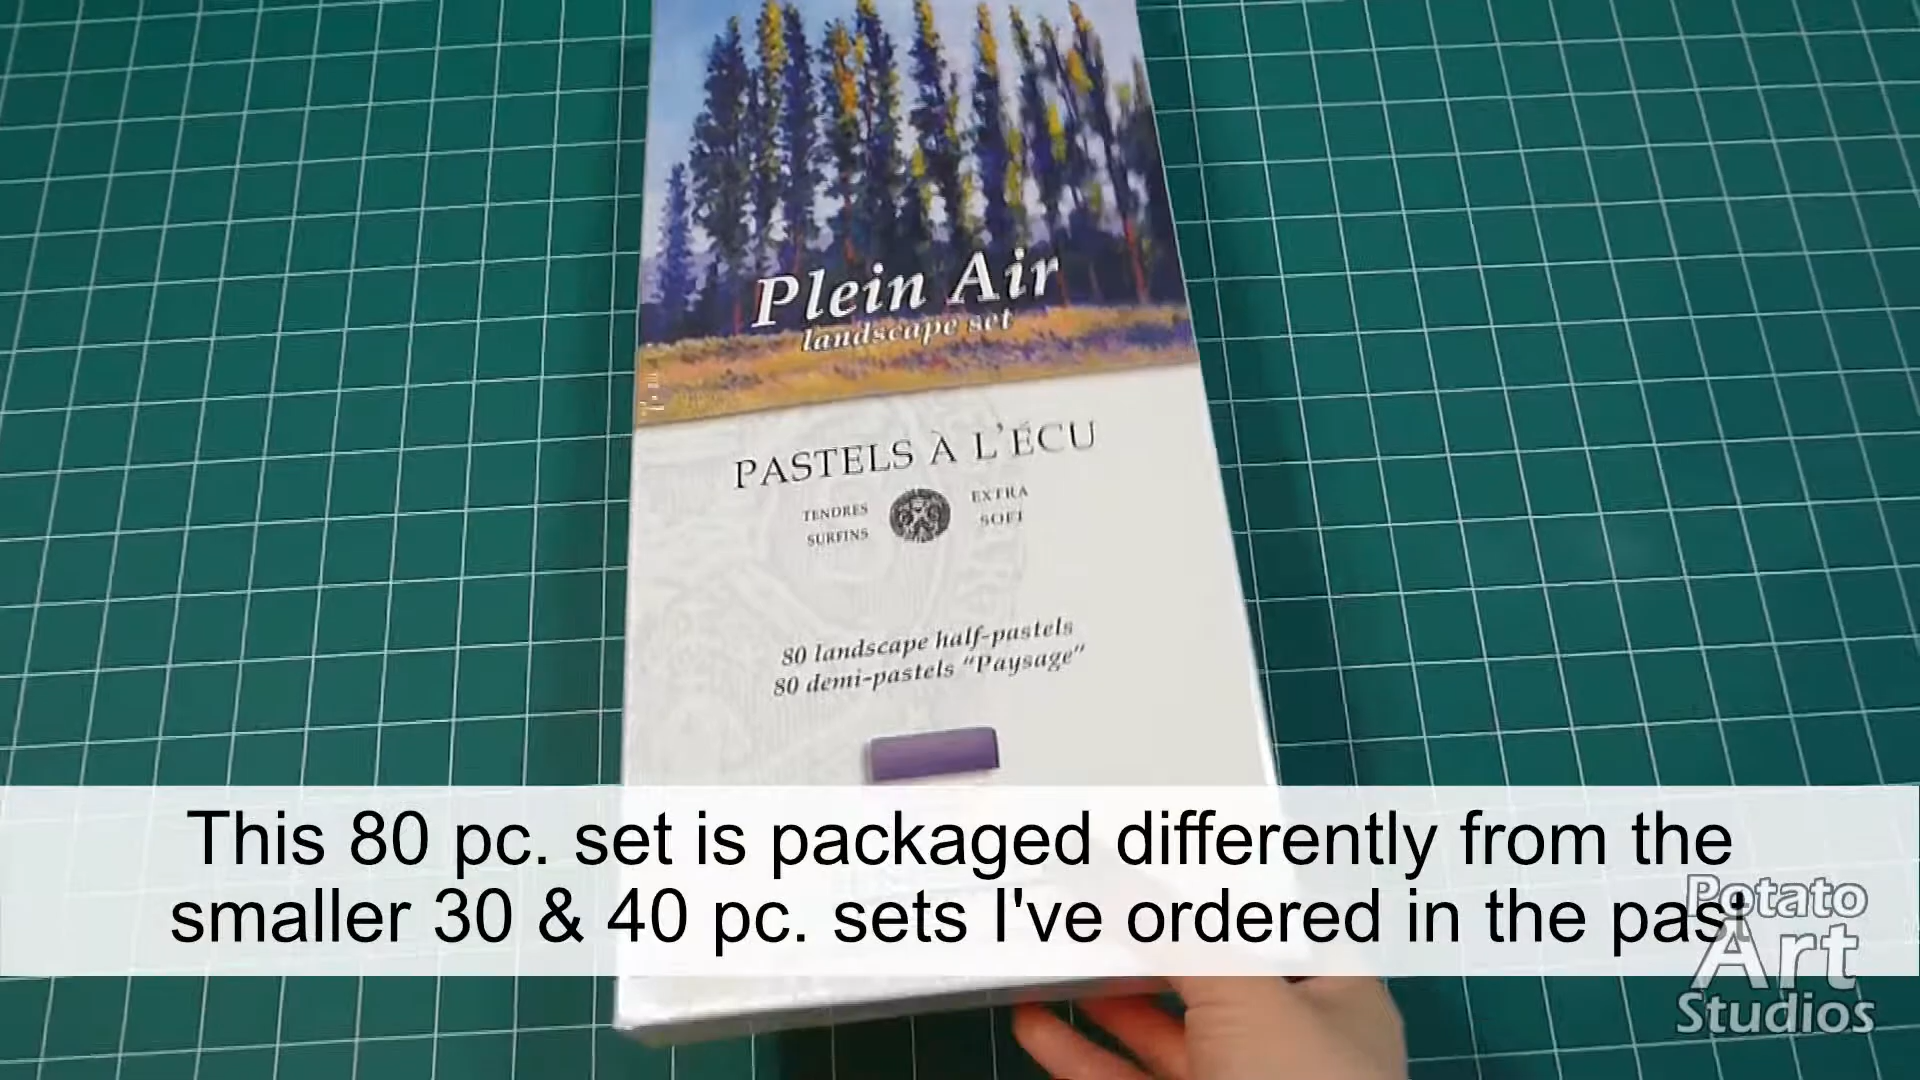 Plein Air
landscape set
PASTELS À L'ÉCU
TENDRES
SURFINS
EXTRA
SOFT
80 landscape half-pastels
80 demi-pastels "Paysage"
This 80 pc. set is packaged differently from the
smaller 30 & 40 pc. sets I've ordered in the past
Potato
Art
Studios